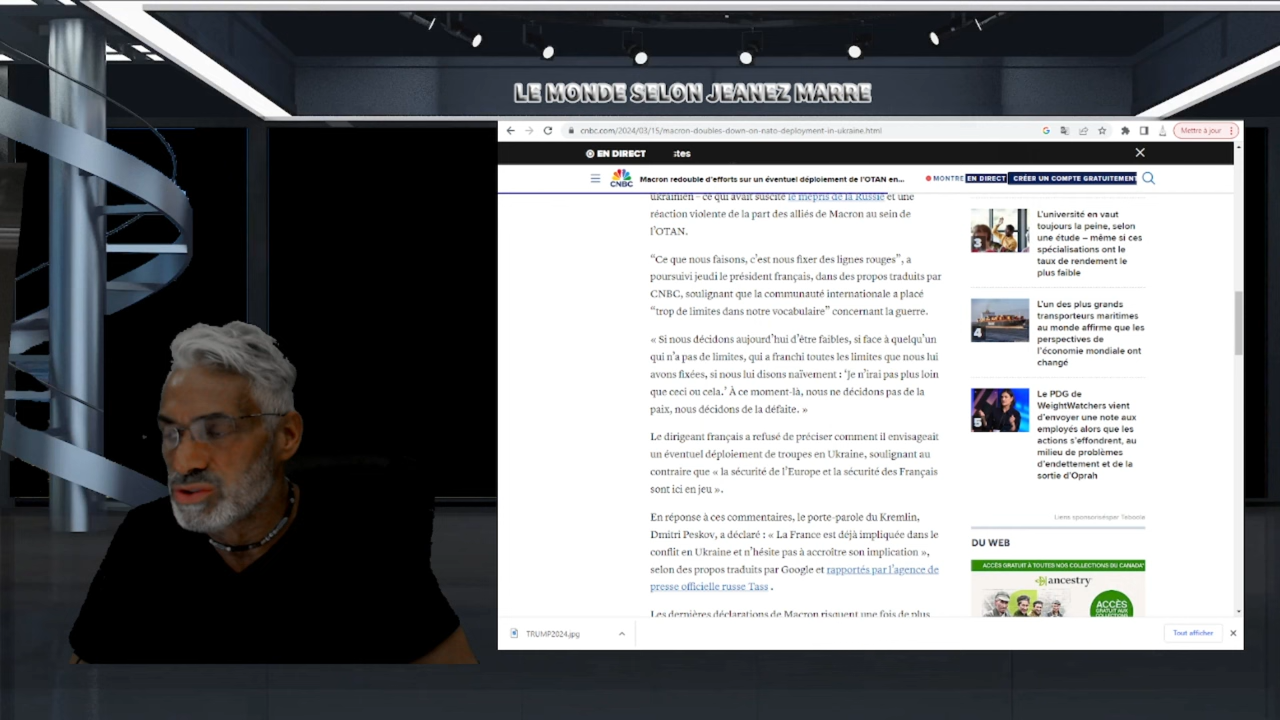 LE MONDE SELON JEANEZ MARRE
cnbc.com/2024/03/15/macron-doubles-down-on-nato-deployment-in-ukraine.html
Mettre à jour
EN DIRECT
:tes
CNBC
Macron redouble d'efforts sur un éventuel déploiement de l'OTAN en...
MONTRE EN DIRECT
CRÉER UN COMPTE GRATUITEMENT
ukrainien – ce qui avait suscité le mépris de la Russie et une
réaction violente de la part des alliés de Macron au sein de
l'OTAN.
“Ce que nous faisons, c'est nous fixer des lignes rouges”, a
poursuivi jeudi le président français, dans des propos traduits par
CNBC, soulignant que la communauté internationale a placé
“trop de limites dans notre vocabulaire” concernant la guerre.
« Si nous décidons aujourd'hui d'être faibles, si face à quelqu'un
qui n'a pas de limites, qui a franchi toutes les limites que nous lui
avons fixées, si nous lui disons naïvement : 'Je n'irai pas plus loin
que ceci ou cela.' À ce moment-là, nous ne décidons pas de la
paix, nous décidons de la défaite. »
Le dirigeant français a refusé de préciser comment il envisageait
un éventuel déploiement de troupes en Ukraine, soulignant au
contraire que « la sécurité de l'Europe et la sécurité des Français
sont ici en jeu ».
En réponse à ces commentaires, le porte-parole du Kremlin,
Dmitri Peskov, a déclaré : « La France est déjà impliquée dans le
conflit en Ukraine et n'hésite pas à accroître son implication »,
selon des propos traduits par Google et rapportés par l'agence de
presse officielle russe Tass .
Les dernières déclarations de Macron risquent une fois de plus
3
L'université en vaut
toujours la peine, selon
une étude – même si ces
spécialisations ont le
taux de rendement le
plus faible
4
L'un des plus grands
transporteurs maritimes
au monde affirme que les
perspectives de
l'économie mondiale ont
changé
5
Le PDG de
WeightWatchers vient
d'envoyer une note aux
employés alors que les
actions s'effondrent, au
milieu de problèmes
d'endettement et de la
sortie d'Oprah
Liens sponsorisés par Taboola
DU WEB
ACCÈS GRATUIT À TOUTES NOS COLLECTIONS DU CANADA*
ancestry
ACCÈS
GRATUIT AUX
TRUMP2024.jpg
Tout afficher